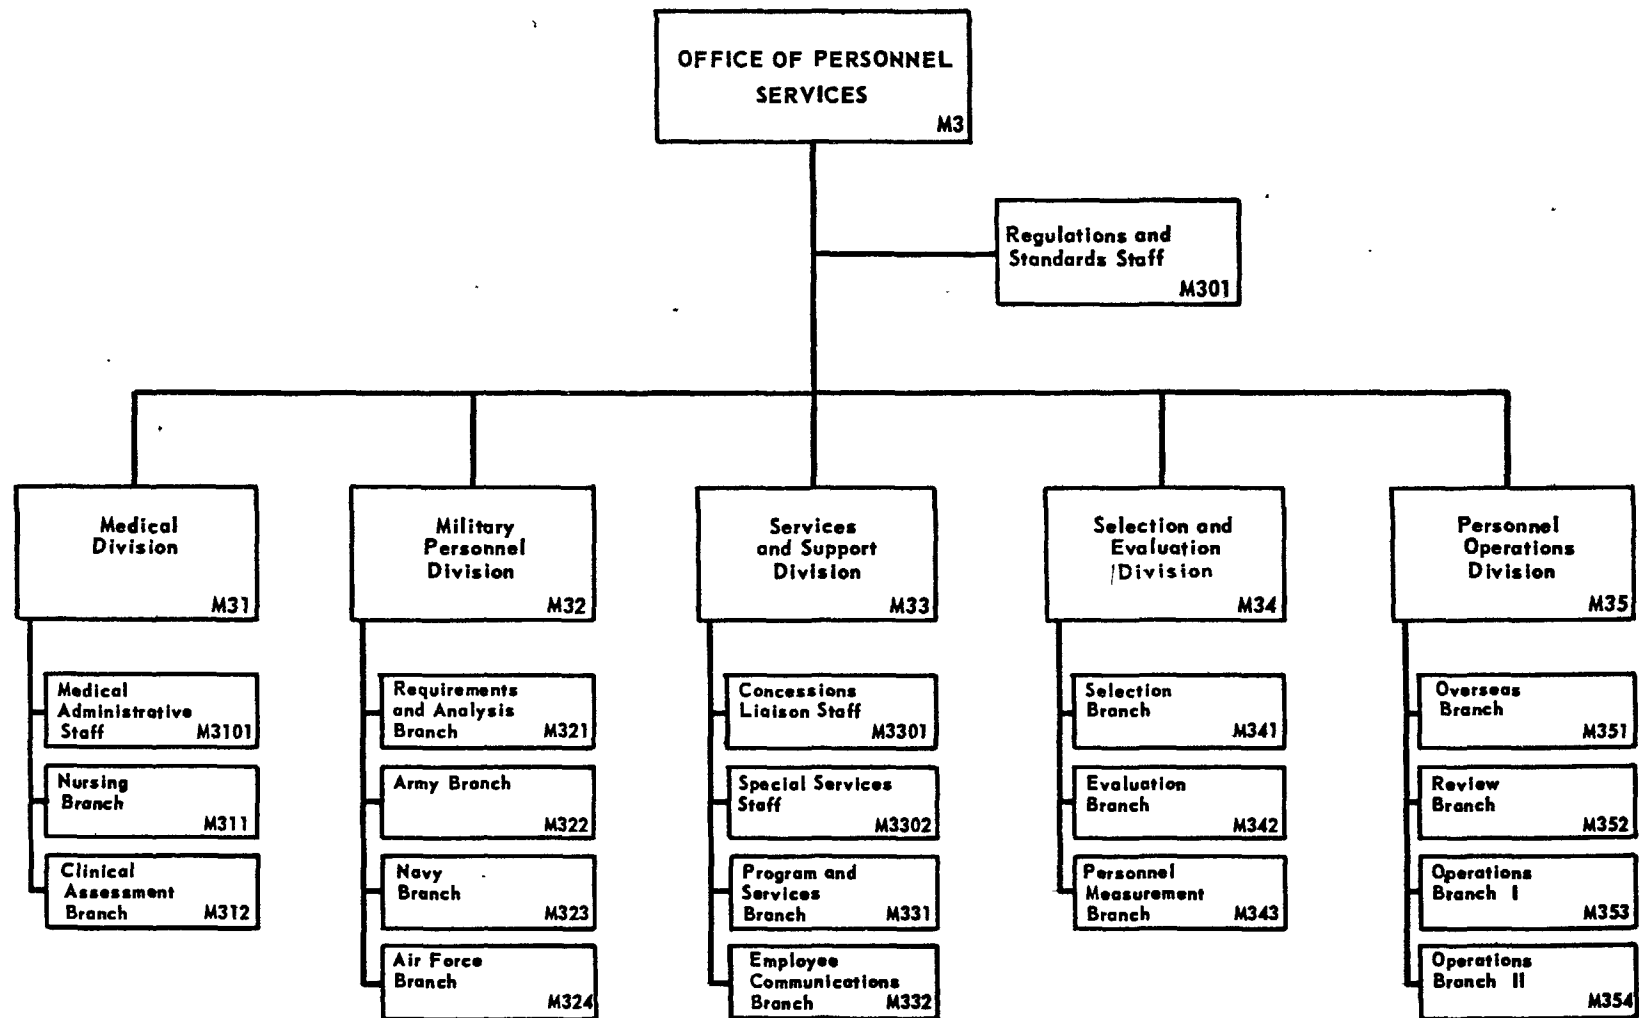 OFFICE OF PERSONNEL
SERVICES
M3
Regulations and
Standards Staff
M301
Medical
Division
M31
Military
Personnel
Division
M32
Services
and Support
Division
M33
Selection and
Evaluation
Division
M34
Personnel
Operations
Division
M35
Medical
Administrative
Staff M3101
Nursing
Branch
M311
Clinical
Assessment
Branch M312
Requirements
and Analysis
Branch M321
Army Branch
M322
Navy
Branch
M323
Air Force
Branch
M324
Concessions
Liaison Staff
M3301
Special Services
Staff
M3302
Program and
Services
Branch M331
Employee
Communications
Branch M332
Selection
Branch
M341
Evaluation
Branch
M342
Personnel
Measurement
Branch M343
Overseas
Branch
M351
Review
Branch
M352
Operations
Branch I
M353
Operations
Branch II
M354